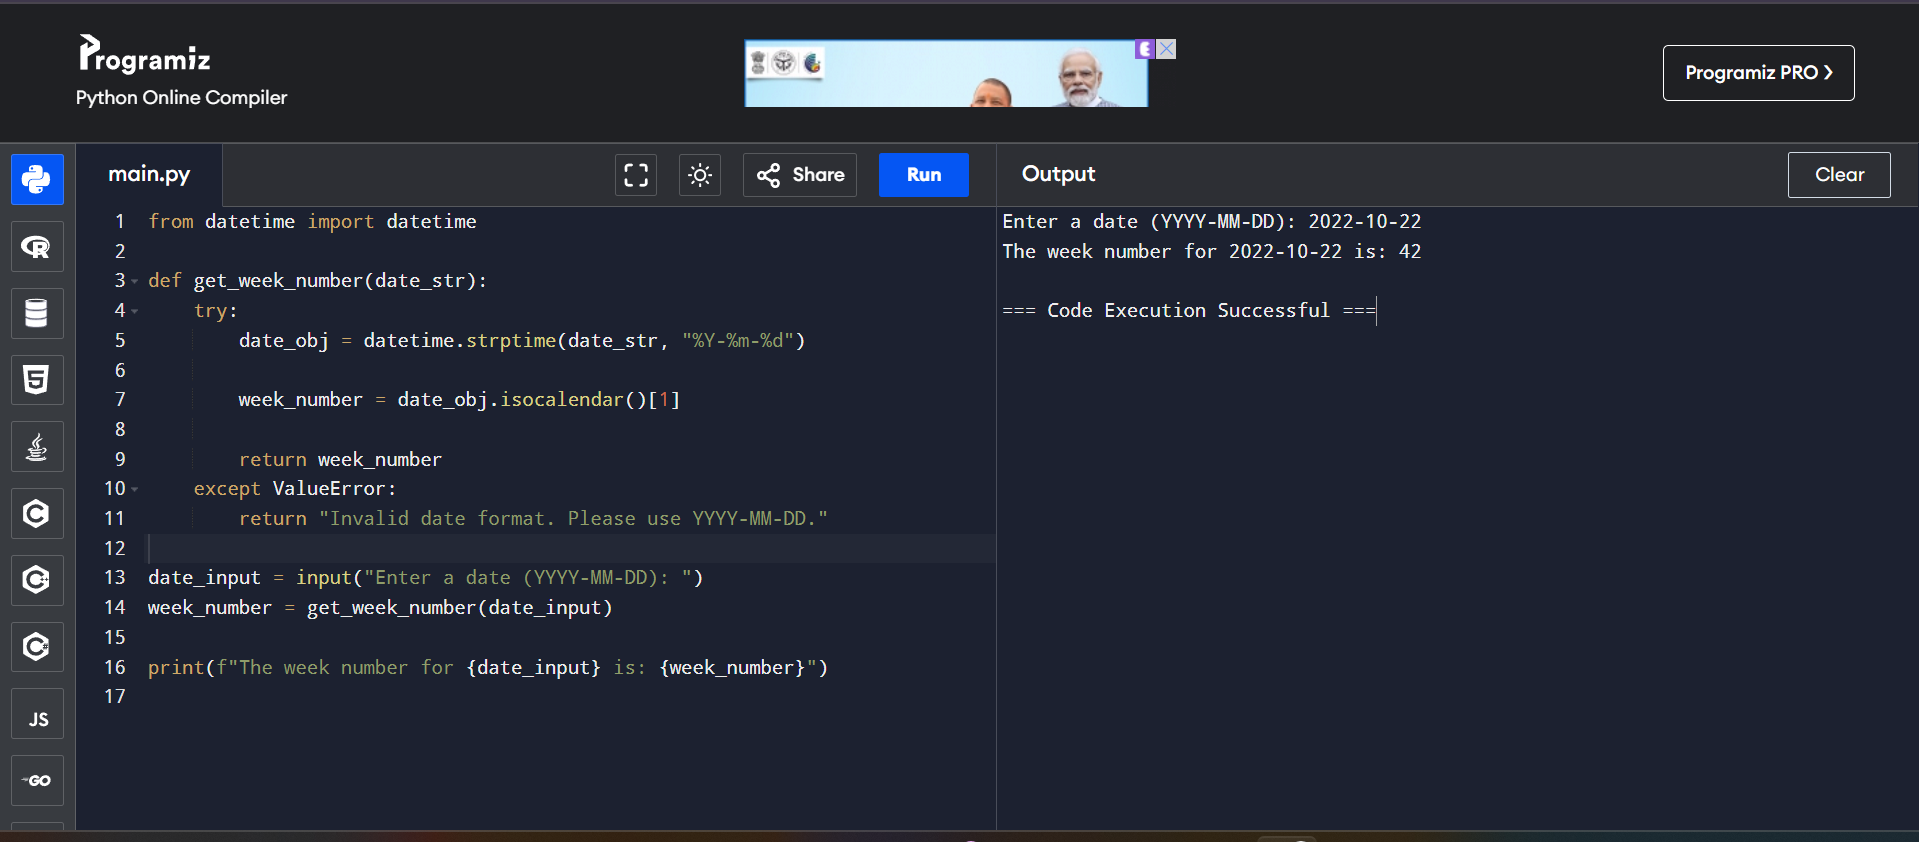 Programiz
Python Online Compiler
Programiz PRO ❯
main.py
Share
Run
Output
Clear
1 from datetime import datetime
2
3 def get_week_number(date_str):
4     try:
5         date_obj = datetime.strptime(date_str, "%Y-%m-%d")
6
7         week_number = date_obj.isocalendar()[1]
8
9         return week_number
10     except ValueError:
11         return "Invalid date format. Please use YYYY-MM-DD."
12
13 date_input = input("Enter a date (YYYY-MM-DD): ")
14 week_number = get_week_number(date_input)
15
16 print(f"The week number for {date_input} is: {week_number}")
17
Enter a date (YYYY-MM-DD): 2022-10-22
The week number for 2022-10-22 is: 42
=== Code Execution Successful ===
R
5
C
C++
C#
JS
GO